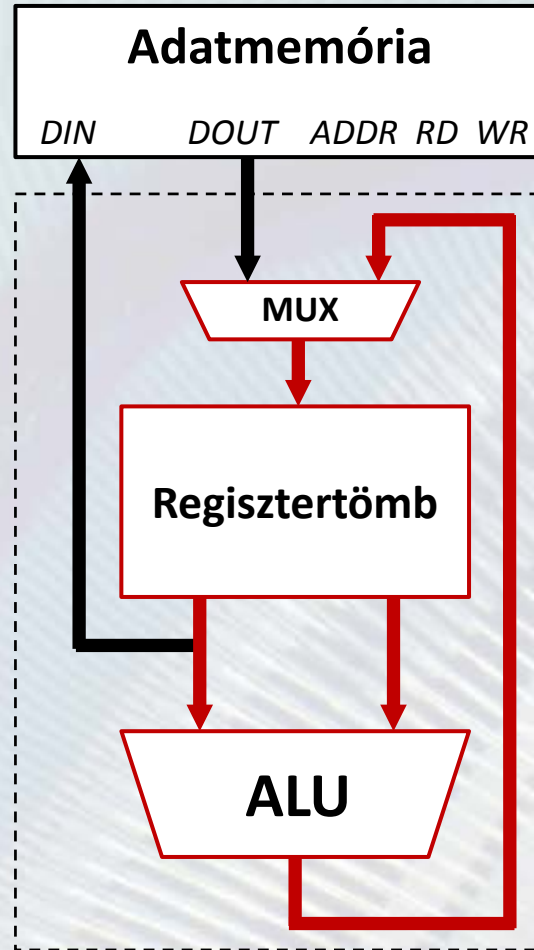 Adatmemória
DIN DOUT ADDR RD WR
MUX
Regisztertömb
ALU